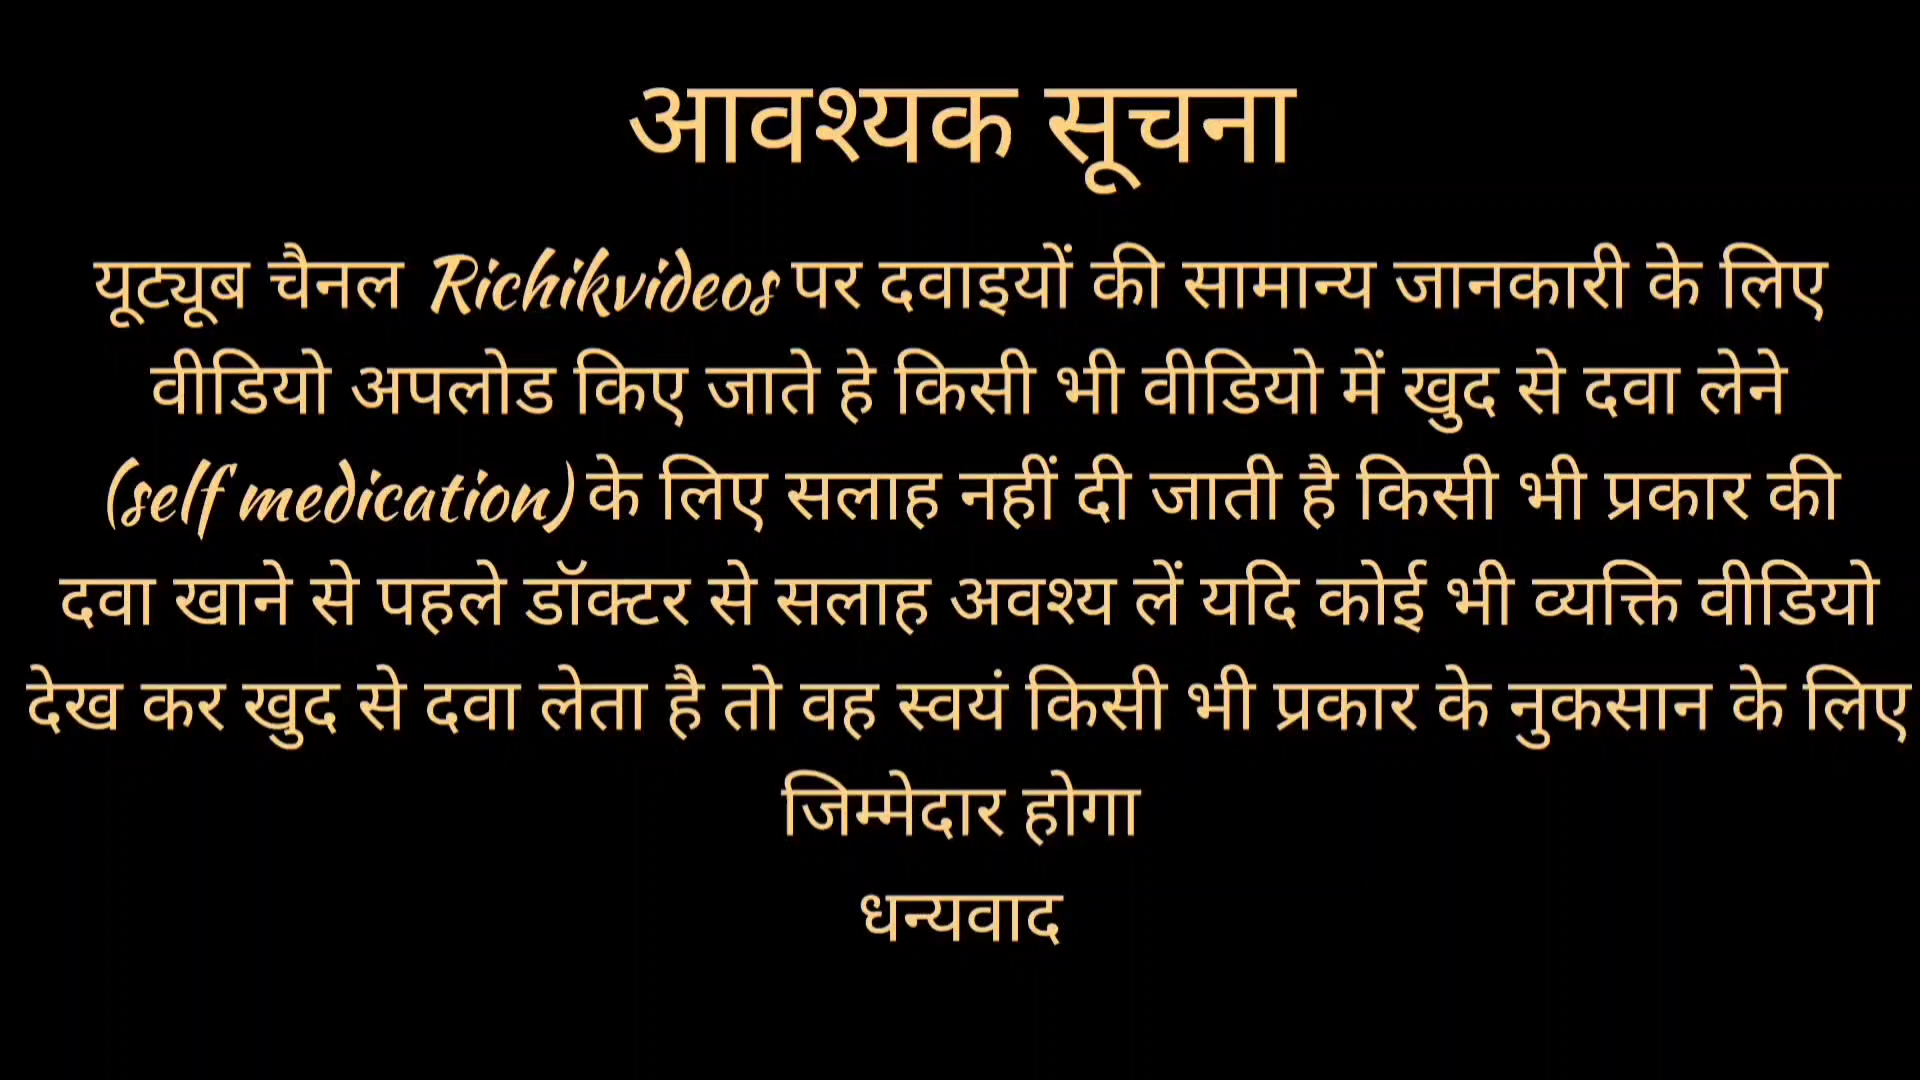 आवश्यक सूचना
यूट्यूब चैनल Richikvideos पर दवाइयों की सामान्य जानकारी के लिए
वीडियो अपलोड किए जाते हे किसी भी वीडियो में खुद से दवा लेने
(self medication) के लिए सलाह नहीं दी जाती है किसी भी प्रकार की
दवा खाने से पहले डॉक्टर से सलाह अवश्य लें यदि कोई भी व्यक्ति वीडियो
देख कर खुद से दवा लेता है तो वह स्वयं किसी भी प्रकार के नुकसान के लिए
जिम्मेदार होगा
धन्यवाद